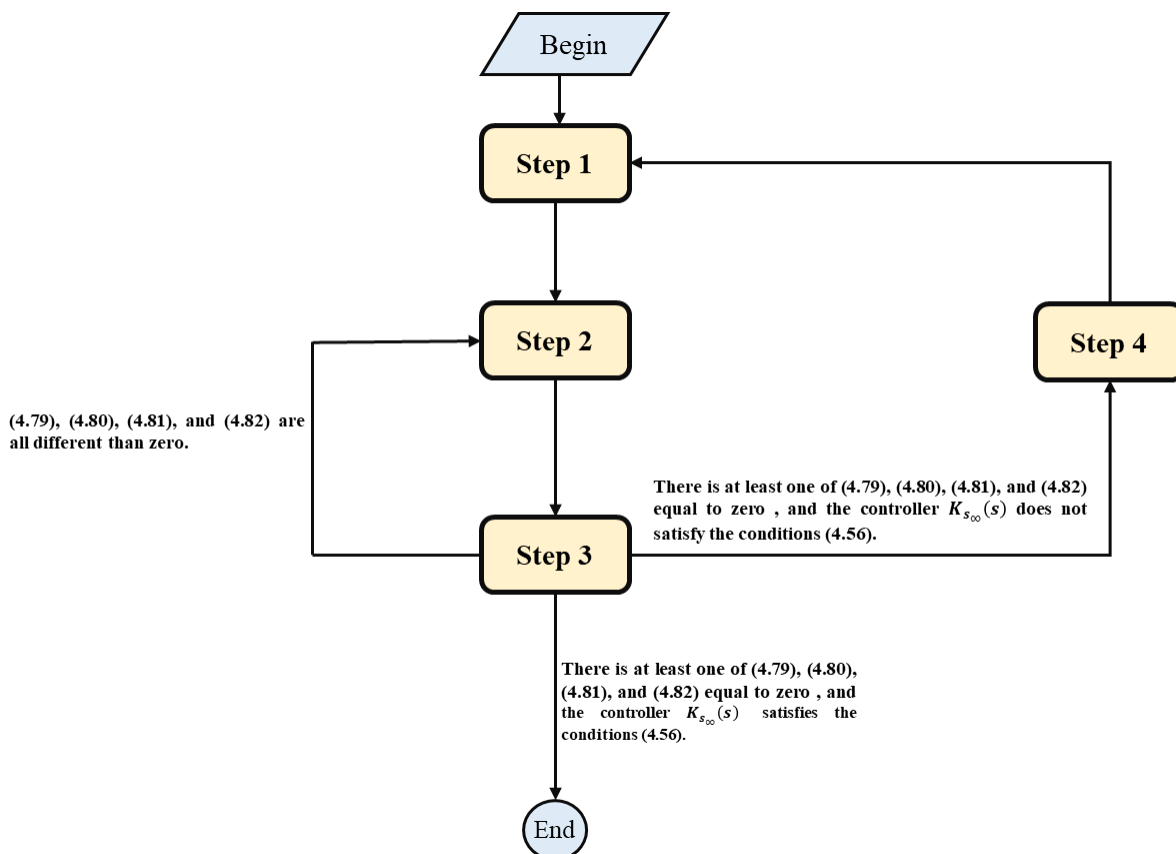 Begin
Step 1
Step 2
Step 4
(4.79), (4.80), (4.81), and (4.82) are
all different than zero.
There is at least one of (4.79), (4.80), (4.81), and (4.82)
equal to zero , and the controller K_{s_∞}(s) does not
satisfy the conditions (4.56).
Step 3
There is at least one of (4.79), (4.80),
(4.81), and (4.82) equal to zero , and
the controller K_{s_∞}(s) satisfies the
conditions (4.56).
End